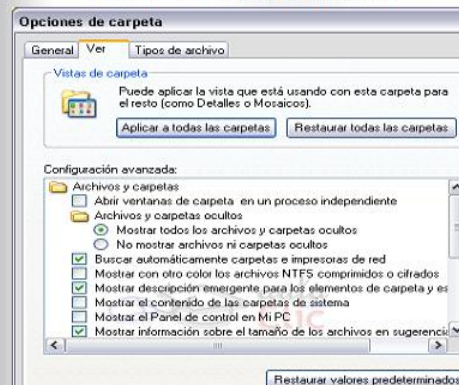 Opciones de carpeta
General Ver Tipos de archivo
Vistas de carpeta
Puede aplicar la vista que está usando con esta carpeta para
el resto (como Detalles o Mosaicos).
Aplicar a todas las carpetas Restaurar todas las carpetas
Configuración avanzada:
Archivos y carpetas
Abrir ventanas de carpeta en un proceso independiente
Archivos y carpetas ocultos
Mostrar todos los archivos y carpetas ocultos
No mostrar archivos ni carpetas ocultos
Buscar automáticamente carpetas e impresoras de red
Mostrar con otro color los archivos NTFS comprimidos o cifrados
Mostrar descripción emergente para los elementos de carpeta y es
Mostrar el contenido de las carpetas de sistema
Mostrar el Panel de control en Mi PC
Mostrar información sobre el tamaño de los archivos en sugerencia
Restaurar valores predeterminados